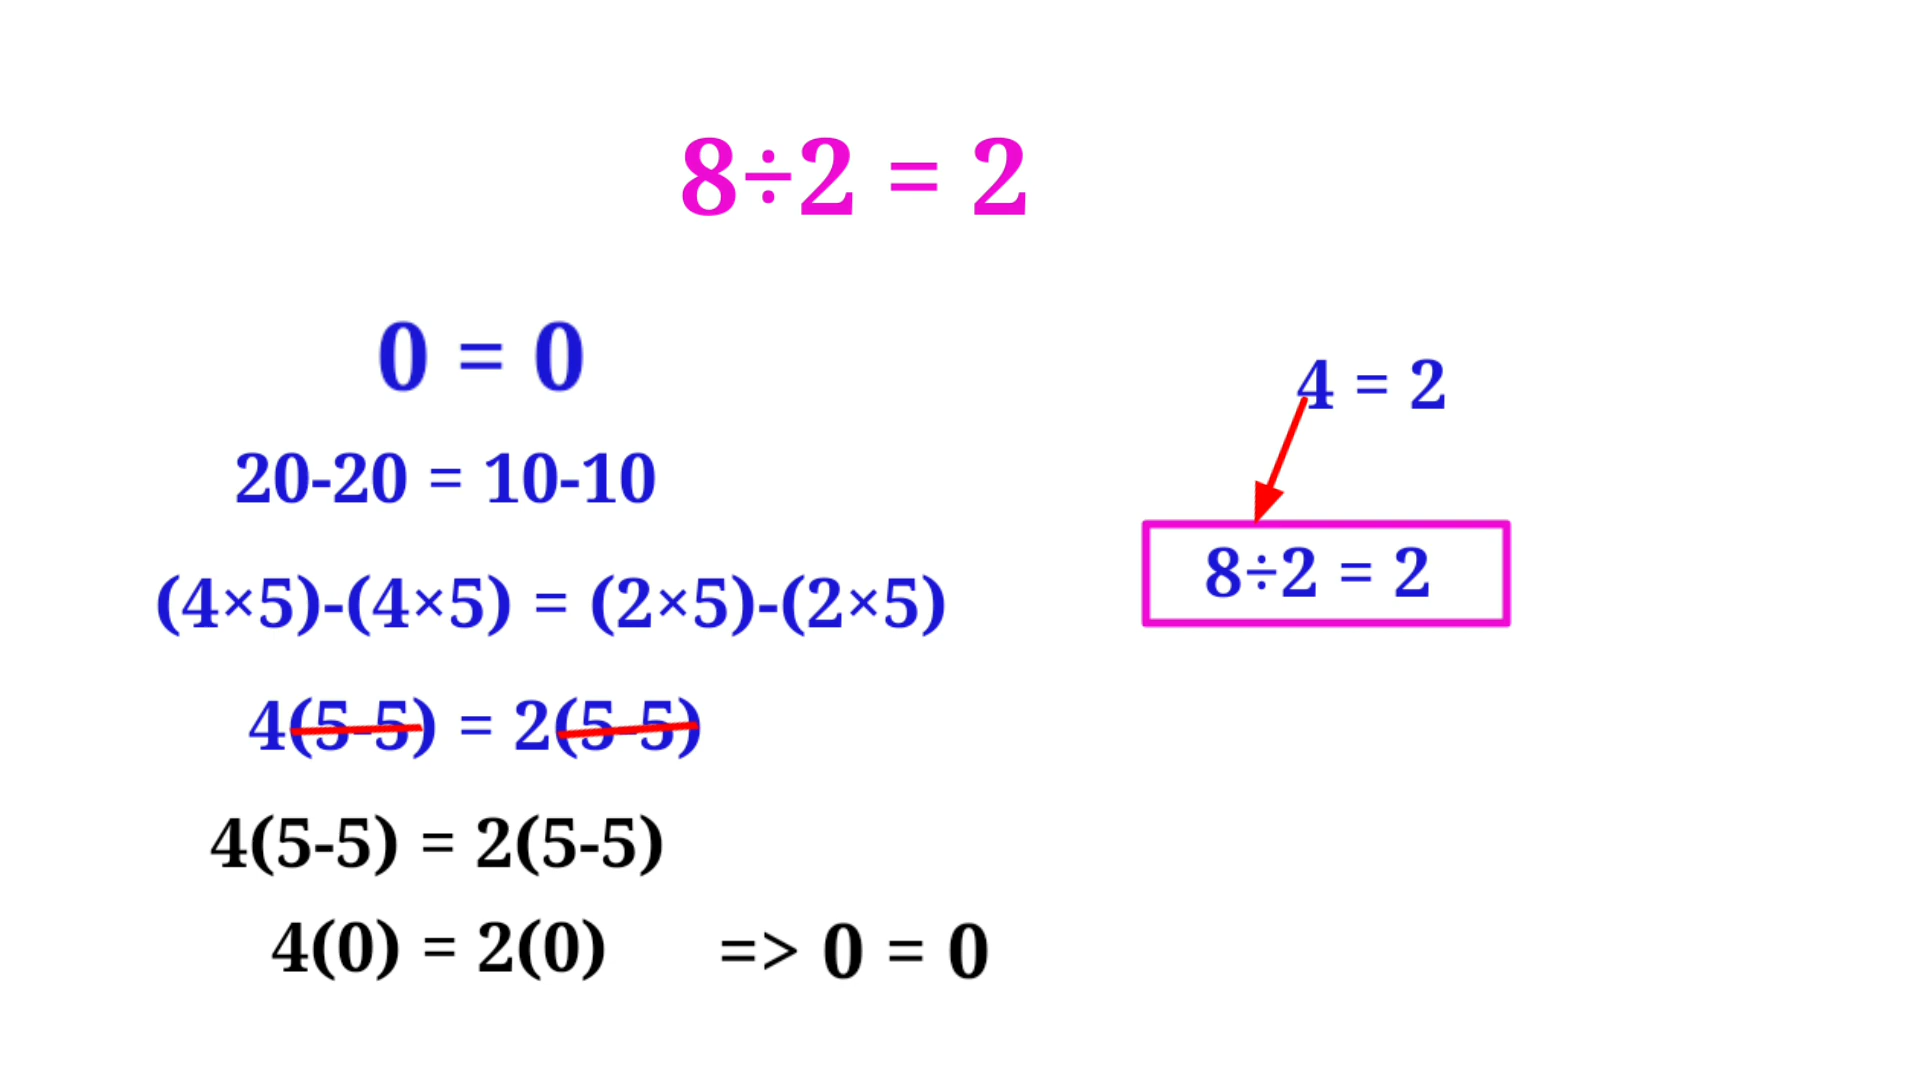 8÷2 = 2
0 = 0
20-20 = 10-10
(4×5)-(4×5) = (2×5)-(2×5)
4(5-5) = 2(5-5)
4(5-5) = 2(5-5)
4(0) = 2(0) => 0 = 0
4 = 2
8÷2 = 2